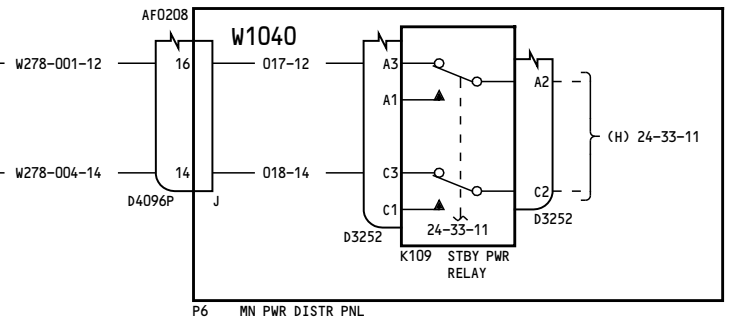 AF0208
W1040
W278-001-12 16 017-12 A3
A2
A1
(H) 24-33-11
W278-004-14 14 018-14 C3
C2
C1
D4096P J
D3252
D3252
24-33-11
K109 STBY PWR
RELAY
P6 MN PWR DISTR PNL